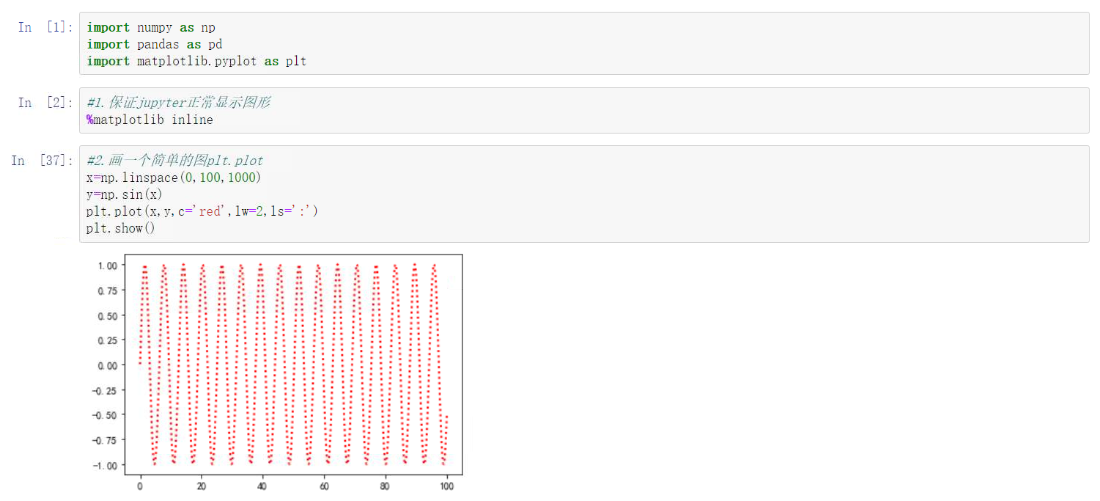 In [1]:
import numpy as np
import pandas as pd
import matplotlib.pyplot as plt
In [2]:
#1.保证jupyter正常显示图形
%matplotlib inline
In [37]:
#2.画一个简单的图plt.plot
x=np.linspace(0,100,1000)
y=np.sin(x)
plt.plot(x,y,c='red',lw=2,ls=':')
plt.show()
1.00
0.75
0.50
0.25
0.00
-0.25
-0.50
-0.75
-1.00
0 20 40 60 80 100